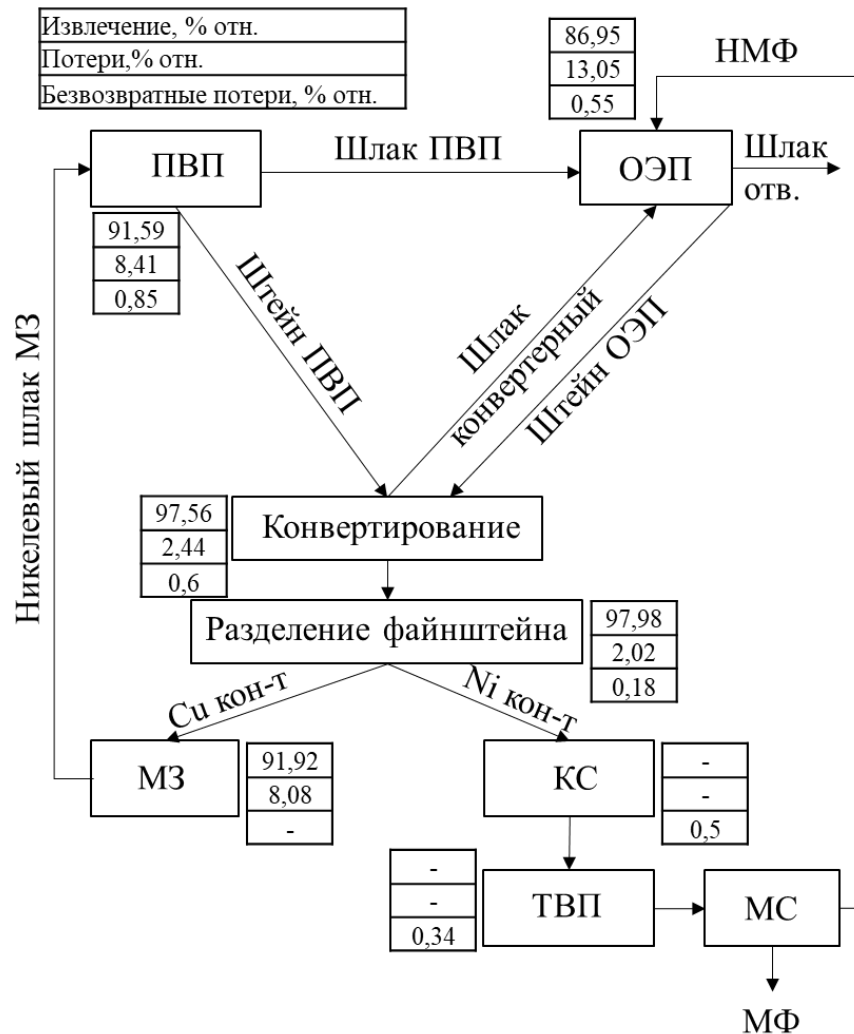 Извлечение, % отн.
Потери,% отн.
Безвозвратные потери, % отн.
86,95
13,05
0,55
НМФ
ПВП
Шлак ПВП
ОЭП
Шлак
отв.
91,59
8,41
0,85
Штейн ПВП
Шлак
конвертерный
Штейн ОЭП
Никелевый шлак МЗ
97,56
2,44
0,6
Конвертирование
Разделение файнштейна
97,98
2,02
0,18
Cu кон-т
Ni кон-т
МЗ
91,92
8,08
-
КС
-
-
0,5
-
-
0,34
ТВП
МС
МФ